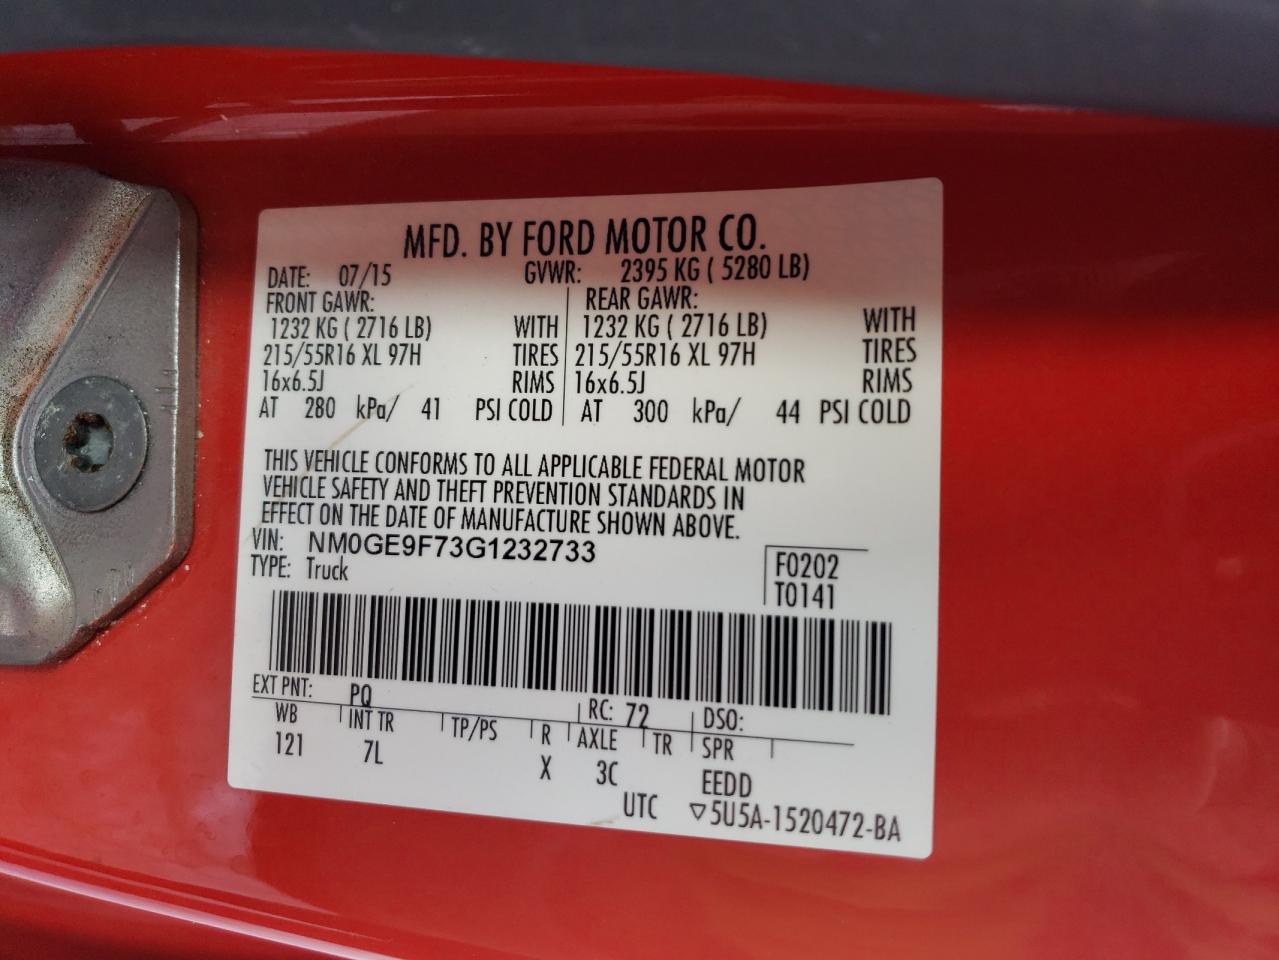 MFD. BY FORD MOTOR CO.
DATE: 07/15 GVWR: 2395 KG ( 5280 LB)
FRONT GAWR: REAR GAWR:
1232 KG ( 2716 LB) WITH 1232 KG ( 2716 LB) WITH
215/55R16 XL 97H TIRES 215/55R16 XL 97H TIRES
16x6.5J RIMS 16x6.5J RIMS
AT 280 kPa/ 41 PSI COLD AT 300 kPa/ 44 PSI COLD
THIS VEHICLE CONFORMS TO ALL APPLICABLE FEDERAL MOTOR
VEHICLE SAFETY AND THEFT PREVENTION STANDARDS IN
EFFECT ON THE DATE OF MANUFACTURE SHOWN ABOVE.
VIN: NM0GE9F73G1232733 F0202
TYPE: Truck T0141
EXT PNT: PQ RC: 72 DSO:
WB INT TR TP/PS R AXLE TR SPR
121 7L X 3C EEDD
UTC ▽5U5A-1520472-BA